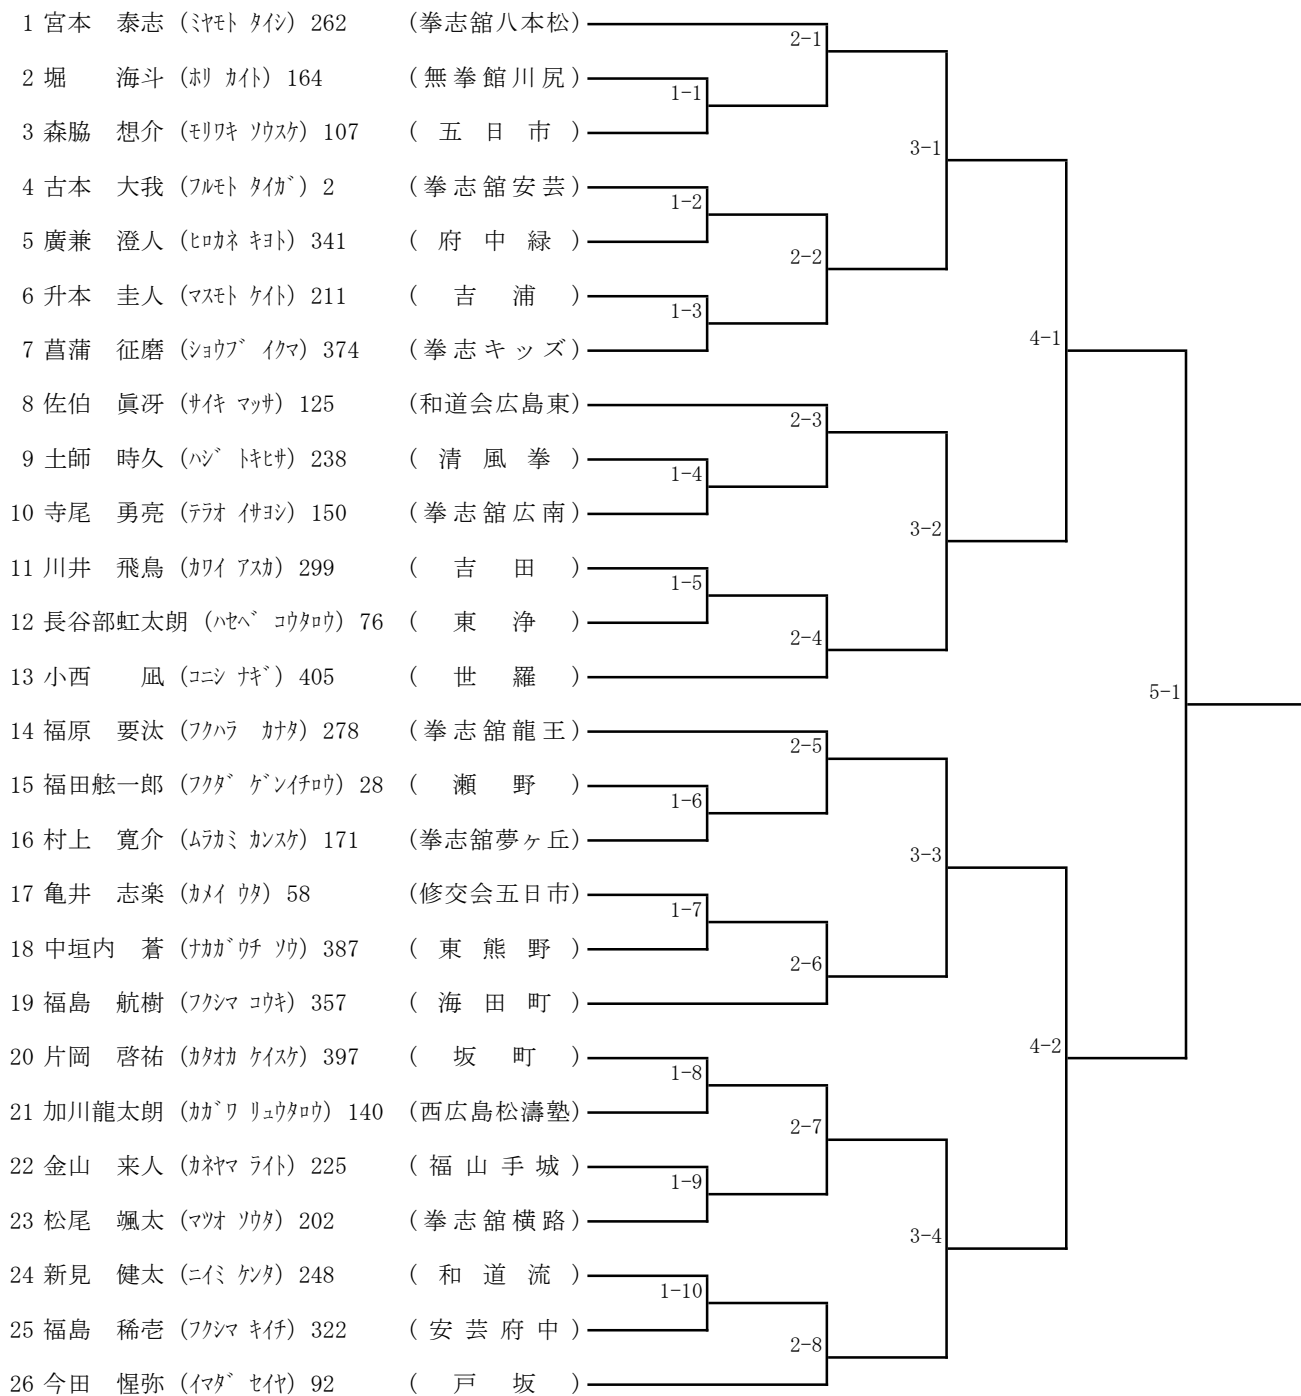 1 宮本　泰志 (ﾐﾔﾓﾄ ﾀｲｼ) 262 (拳志舘八本松)
2-1
2 堀　　海斗 (ﾎﾘ ｶｲﾄ) 164 (無拳館川尻)
1-1
3 森脇　想介 (ﾓﾘﾜｷ ｿｳｽｹ) 107 (五日市)
3-1
4 古本　大我 (ﾌﾙﾓﾄ ﾀｲｶﾞ) 2 (拳志舘安芸)
1-2
5 廣兼　澄人 (ﾋﾛｶﾈ ｷﾖﾄ) 341 (府中緑)
2-2
6 升本　圭人 (ﾏｽﾓﾄ ｹｲﾄ) 211 (吉浦)
1-3
4-1
7 菖蒲　征磨 (ｼｮｳﾌﾞ ｲｸﾏ) 374 (拳志キッズ)
8 佐伯　眞冴 (ｻｲｷ ﾏｯｻ) 125 (和道会広島東)
2-3
9 土師　時久 (ﾊｼﾞ ﾄｷﾋｻ) 238 (清風拳)
1-4
10 寺尾　勇亮 (ﾃﾗｵ ｲｻﾖｼ) 150 (拳志舘広南)
3-2
11 川井　飛鳥 (ｶﾜｲ ｱｽｶ) 299 (吉田)
1-5
12 長谷部虹太朗 (ﾊｾﾍﾞ ｺｳﾀﾛｳ) 76 (東浄)
2-4
13 小西　　凪 (ｺﾆｼ ﾅｷﾞ) 405 (世羅)
5-1
14 福原　要汰 (ﾌｸﾊﾗ ｶﾅﾀ) 278 (拳志舘龍王)
2-5
15 福田舷一郎 (ﾌｸﾀﾞ ｹﾞﾝｲﾁﾛｳ) 28 (瀬野)
1-6
16 村上　寛介 (ﾑﾗｶﾐ ｶﾝｽｹ) 171 (拳志舘夢ヶ丘)
3-3
17 亀井　志楽 (ｶﾒｲ ｳﾀ) 58 (修交会五日市)
1-7
18 中垣内　蒼 (ﾅｶｶﾞｳﾁ ｿｳ) 387 (東熊野)
2-6
19 福島　航樹 (ﾌｸｼﾏ ｺｳｷ) 357 (海田町)
4-2
20 片岡　啓祐 (ｶﾀｵｶ ｹｲｽｹ) 397 (坂町)
1-8
21 加川龍太朗 (ｶｶﾞﾜ ﾘｭｳﾀﾛｳ) 140 (西広島松濤塾)
2-7
22 金山　来人 (ｶﾈﾔﾏ ﾗｲﾄ) 225 (福山手城)
1-9
23 松尾　颯太 (ﾏﾂｵ ｿｳﾀ) 202 (拳志舘横路)
3-4
24 新見　健太 (ﾆｲﾐ ｹﾝﾀ) 248 (和道流)
1-10
25 福島　稀壱 (ﾌｸｼﾏ ｷｲﾁ) 322 (安芸府中)
2-8
26 今田　惺弥 (ｲﾏﾀﾞ ｾｲﾔ) 92 (戸坂)